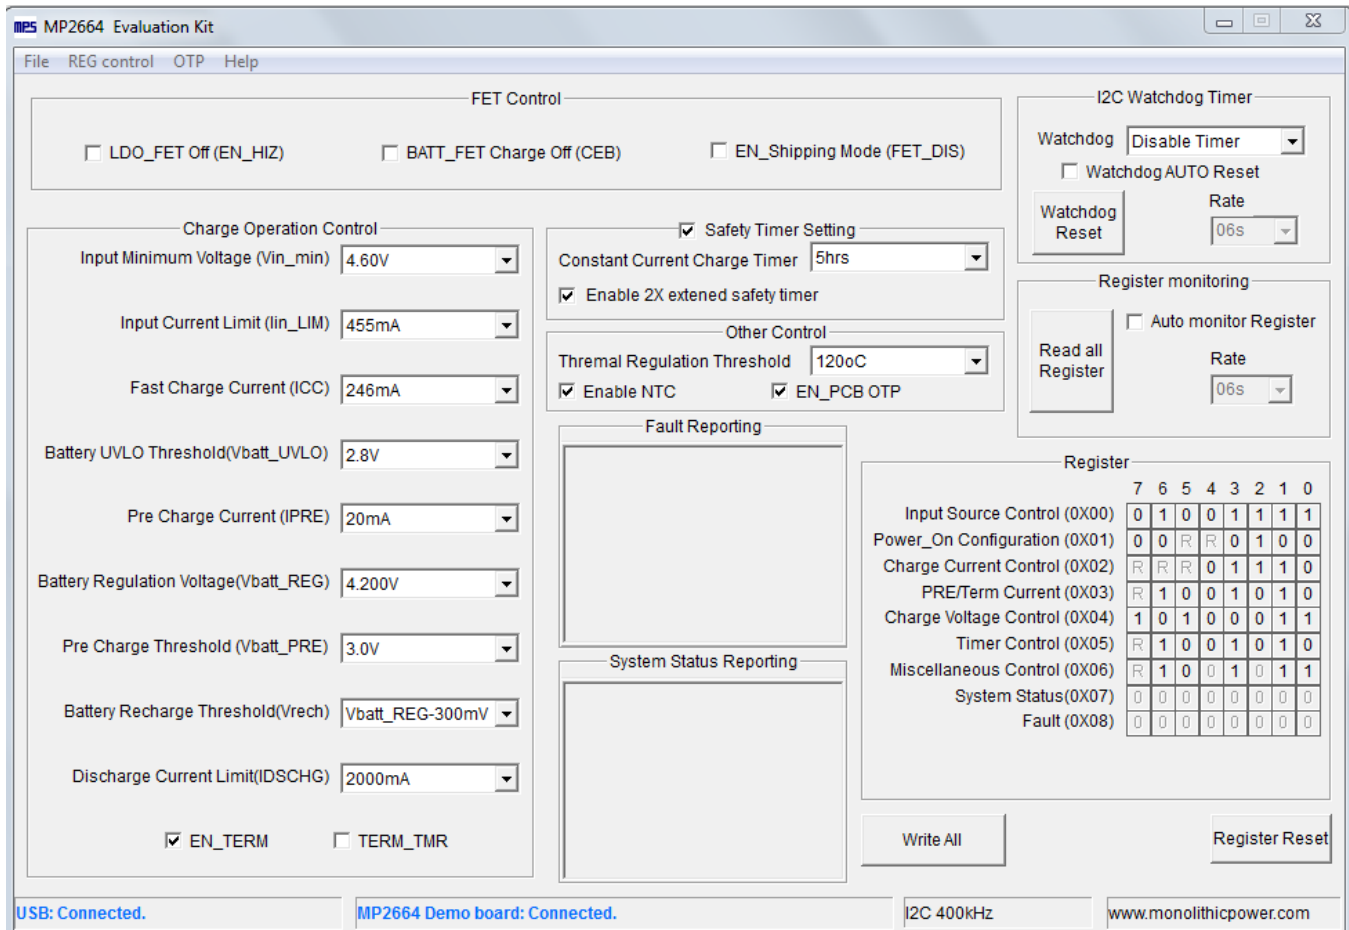 mps MP2664 Evaluation Kit
File REG control OTP Help
FET Control
LDO_FET Off (EN_HIZ) BATT_FET Charge Off (CEB) EN_Shipping Mode (FET_DIS)
I2C Watchdog Timer
Watchdog Disable Timer
Watchdog AUTO Reset
Watchdog Reset
Rate
06s
Charge Operation Control
Input Minimum Voltage (Vin_min) 4.60V
Input Current Limit (Iin_LIM) 455mA
Fast Charge Current (ICC) 246mA
Battery UVLO Threshold(Vbatt_UVLO) 2.8V
Pre Charge Current (IPRE) 20mA
Battery Regulation Voltage(Vbatt_REG) 4.200V
Pre Charge Threshold (Vbatt_PRE) 3.0V
Battery Recharge Threshold(Vrech) Vbatt_REG-300mV
Discharge Current Limit(IDSCHG) 2000mA
EN_TERM TERM_TMR
Safety Timer Setting
Constant Current Charge Timer 5hrs
Enable 2X extened safety timer
Other Control
Thremal Regulation Threshold 120oC
Enable NTC EN_PCB OTP
Fault Reporting
System Status Reporting
Register monitoring
Read all Register
Auto monitor Register
Rate
06s
Register
7 6 5 4 3 2 1 0
Input Source Control (0X00) 0 1 0 0 1 1 1 1
Power_On Configuration (0X01) 0 0 R R 0 1 0 0
Charge Current Control (0X02) R R R 0 1 1 1 0
PRE/Term Current (0X03) R 1 0 0 1 0 1 0
Charge Voltage Control (0X04) 1 0 1 0 0 0 1 1
Timer Control (0X05) R 1 0 0 1 0 1 0
Miscellaneous Control (0X06) R 1 0 0 1 0 1 1
System Status(0X07) 0 0 0 0 0 0 0 0
Fault (0X08) 0 0 0 0 0 0 0 0
Write All
Register Reset
USB: Connected. MP2664 Demo board: Connected. I2C 400kHz www.monolithicpower.com